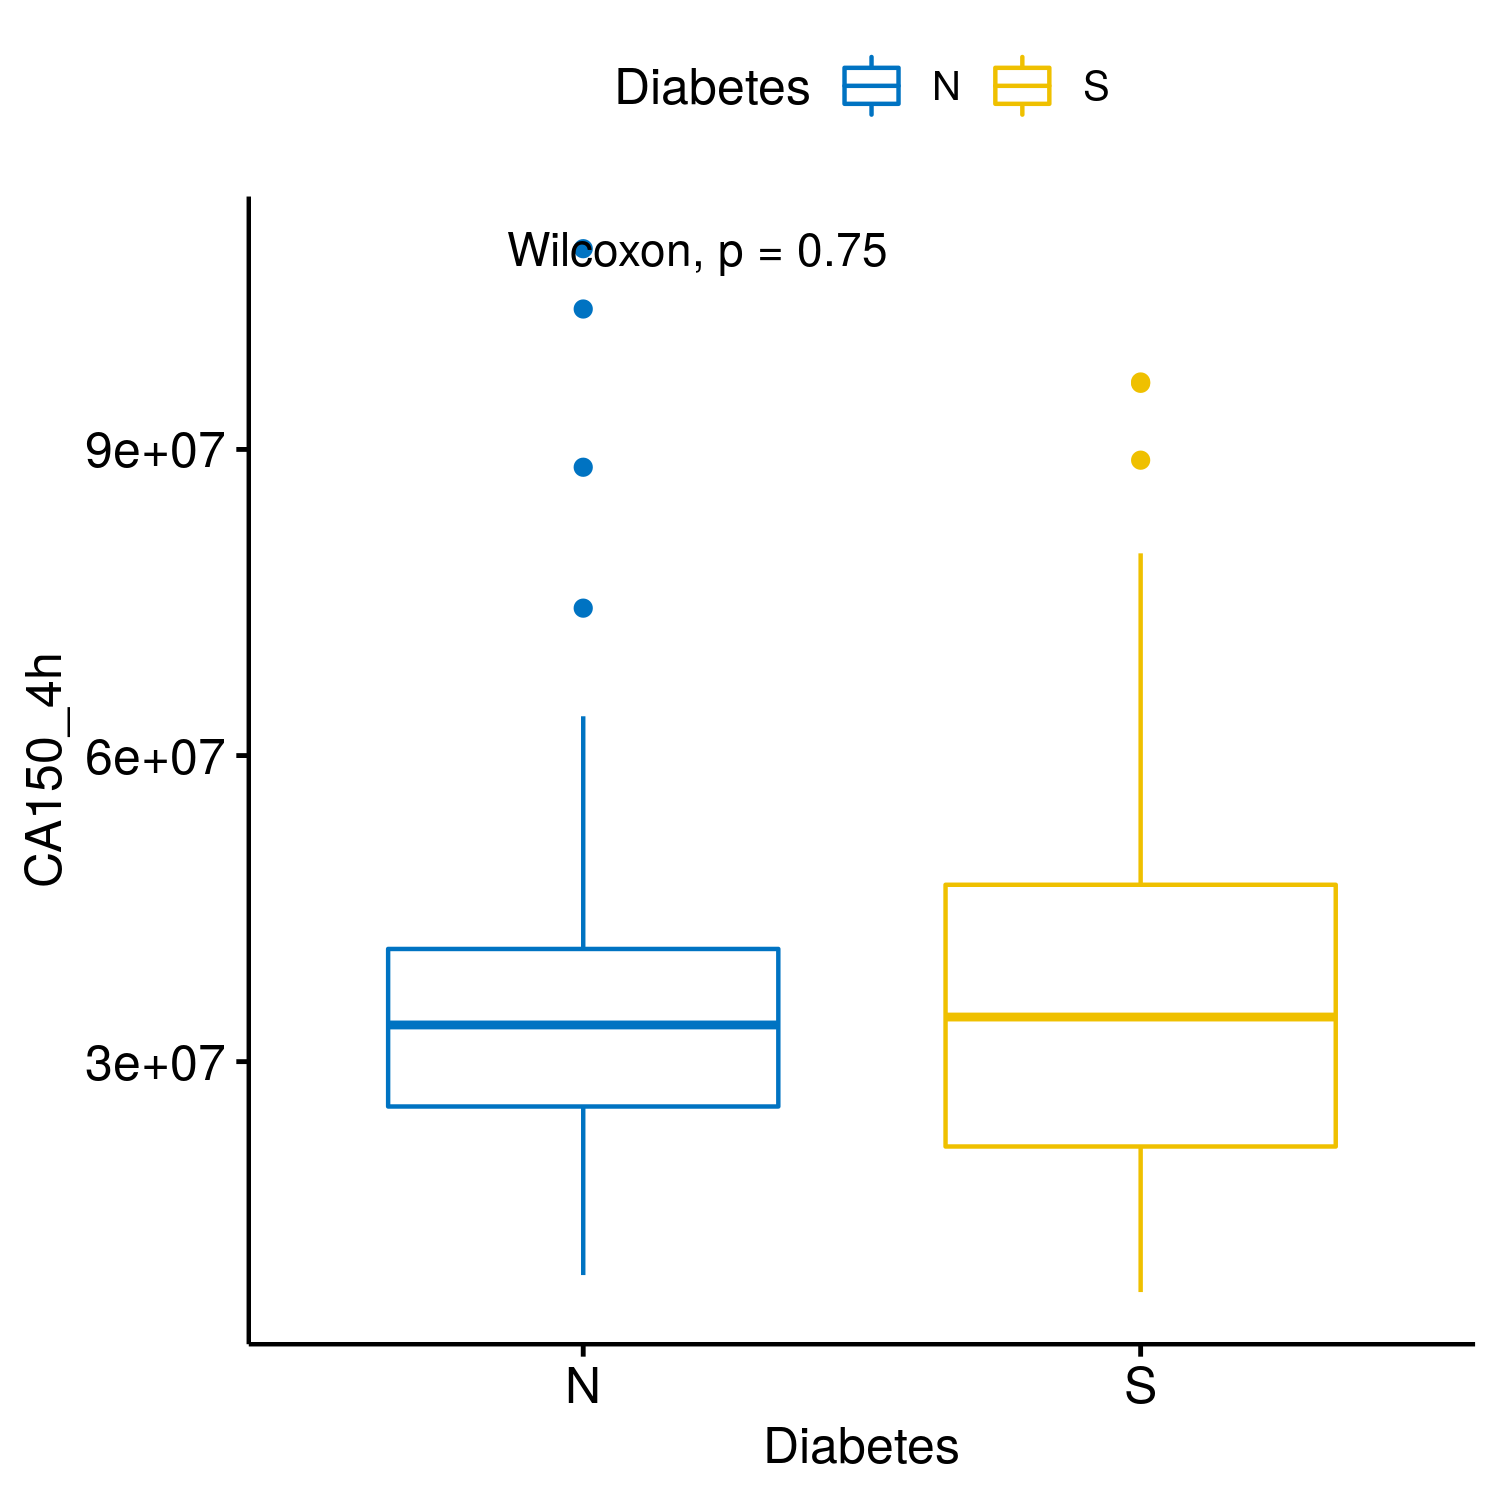 Diabetes N S
Wilcoxon, p = 0.75
9e+07
6e+07
3e+07
CA150_4h
N S
Diabetes